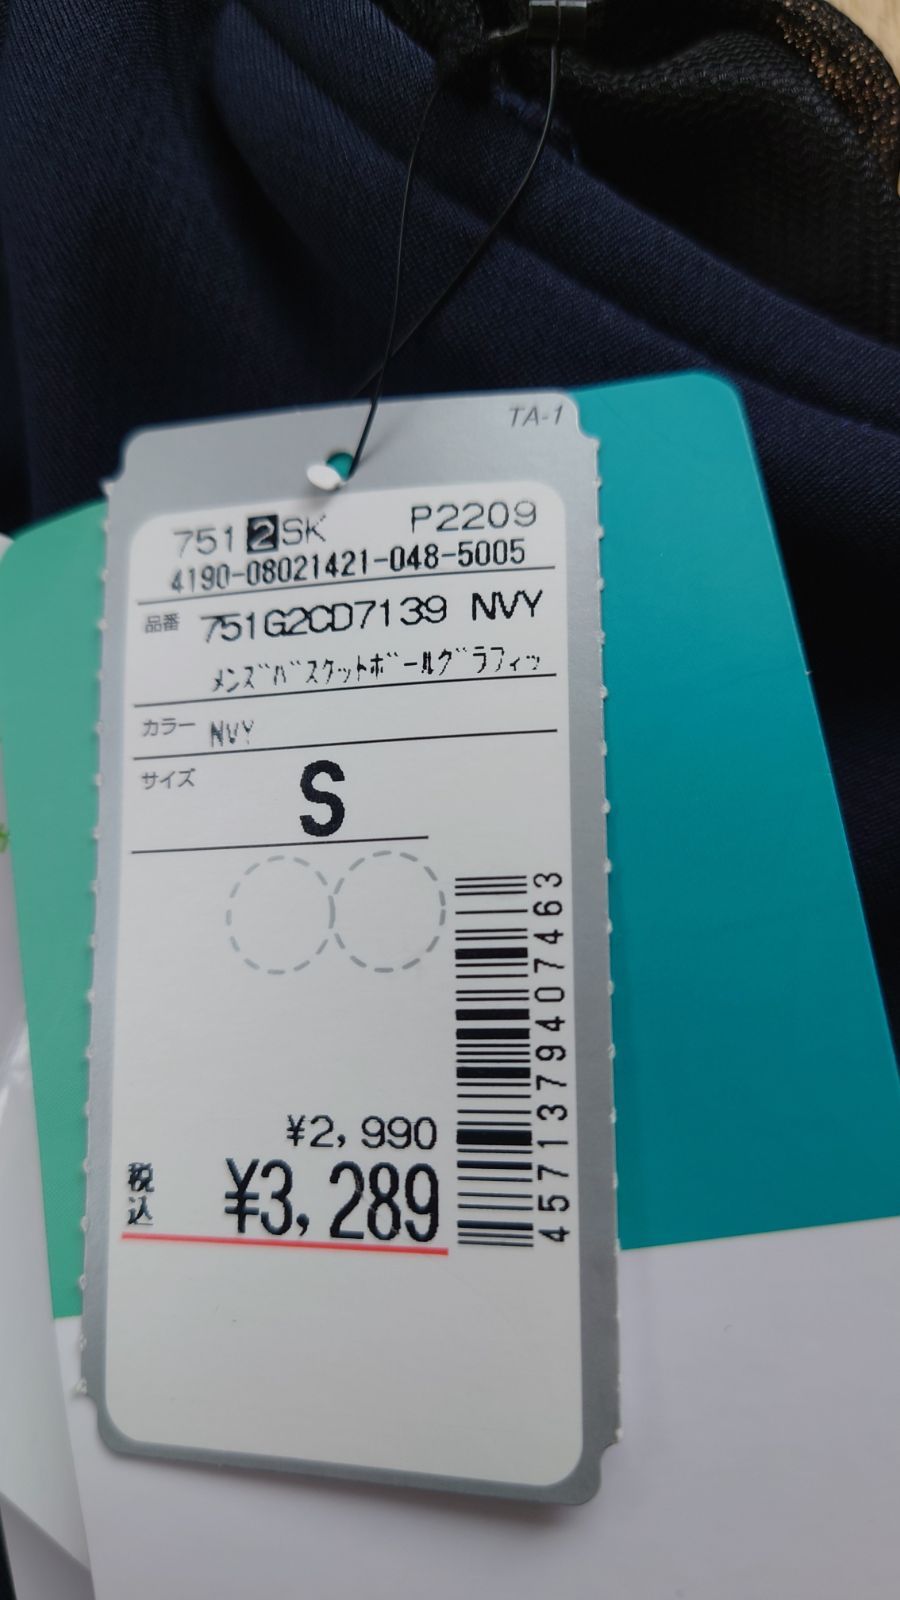 TA-1
751 2 SK P2209
4190-08021421-048-5005
品番 751G2CD7139 NVY
ﾒﾝｽﾞﾊﾞｽｹｯﾄﾎﾞｰﾙｸﾞﾗﾌｨｯ
カラー NVY
サイズ S
4571379407463
¥2,990
税込 ¥3,289